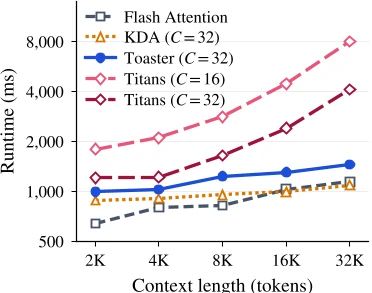 Flash Attention
KDA (C = 32)
Toaster (C = 32)
Titans (C = 16)
Titans (C = 32)
Runtime (ms)
8,000
4,000
2,000
1,000
500
2K 4K 8K 16K 32K
Context length (tokens)